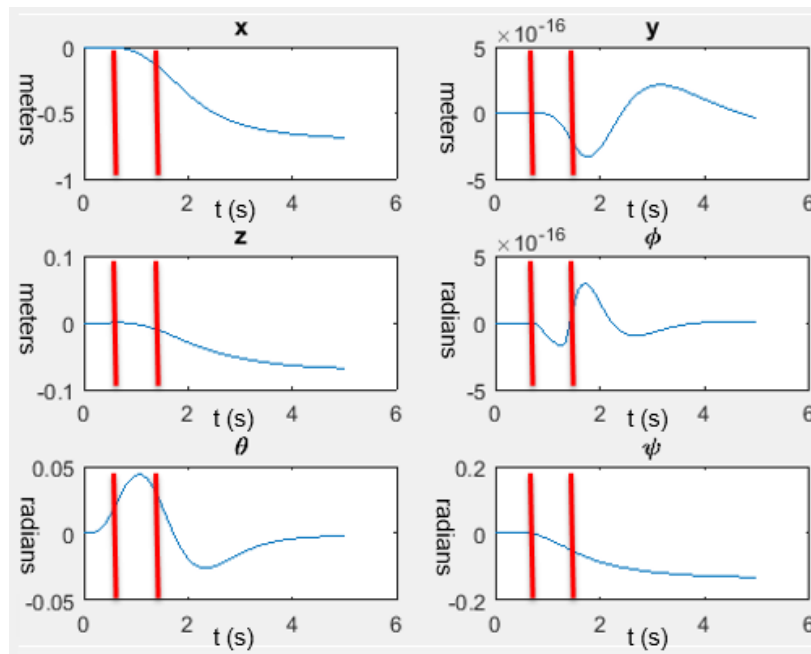 x
0
-0.5
-1
meters
0 2 4 6
t (s)
y
×10^-16
5
0
-5
meters
0 2 4 6
t (s)
z
0.1
0
-0.1
meters
0 2 4 6
t (s)
ϕ
×10^-16
5
0
-5
radians
0 2 4 6
t (s)
θ
0.05
0
-0.05
radians
0 2 4 6
t (s)
ψ
0.2
0
-0.2
radians
0 2 4 6
t (s)